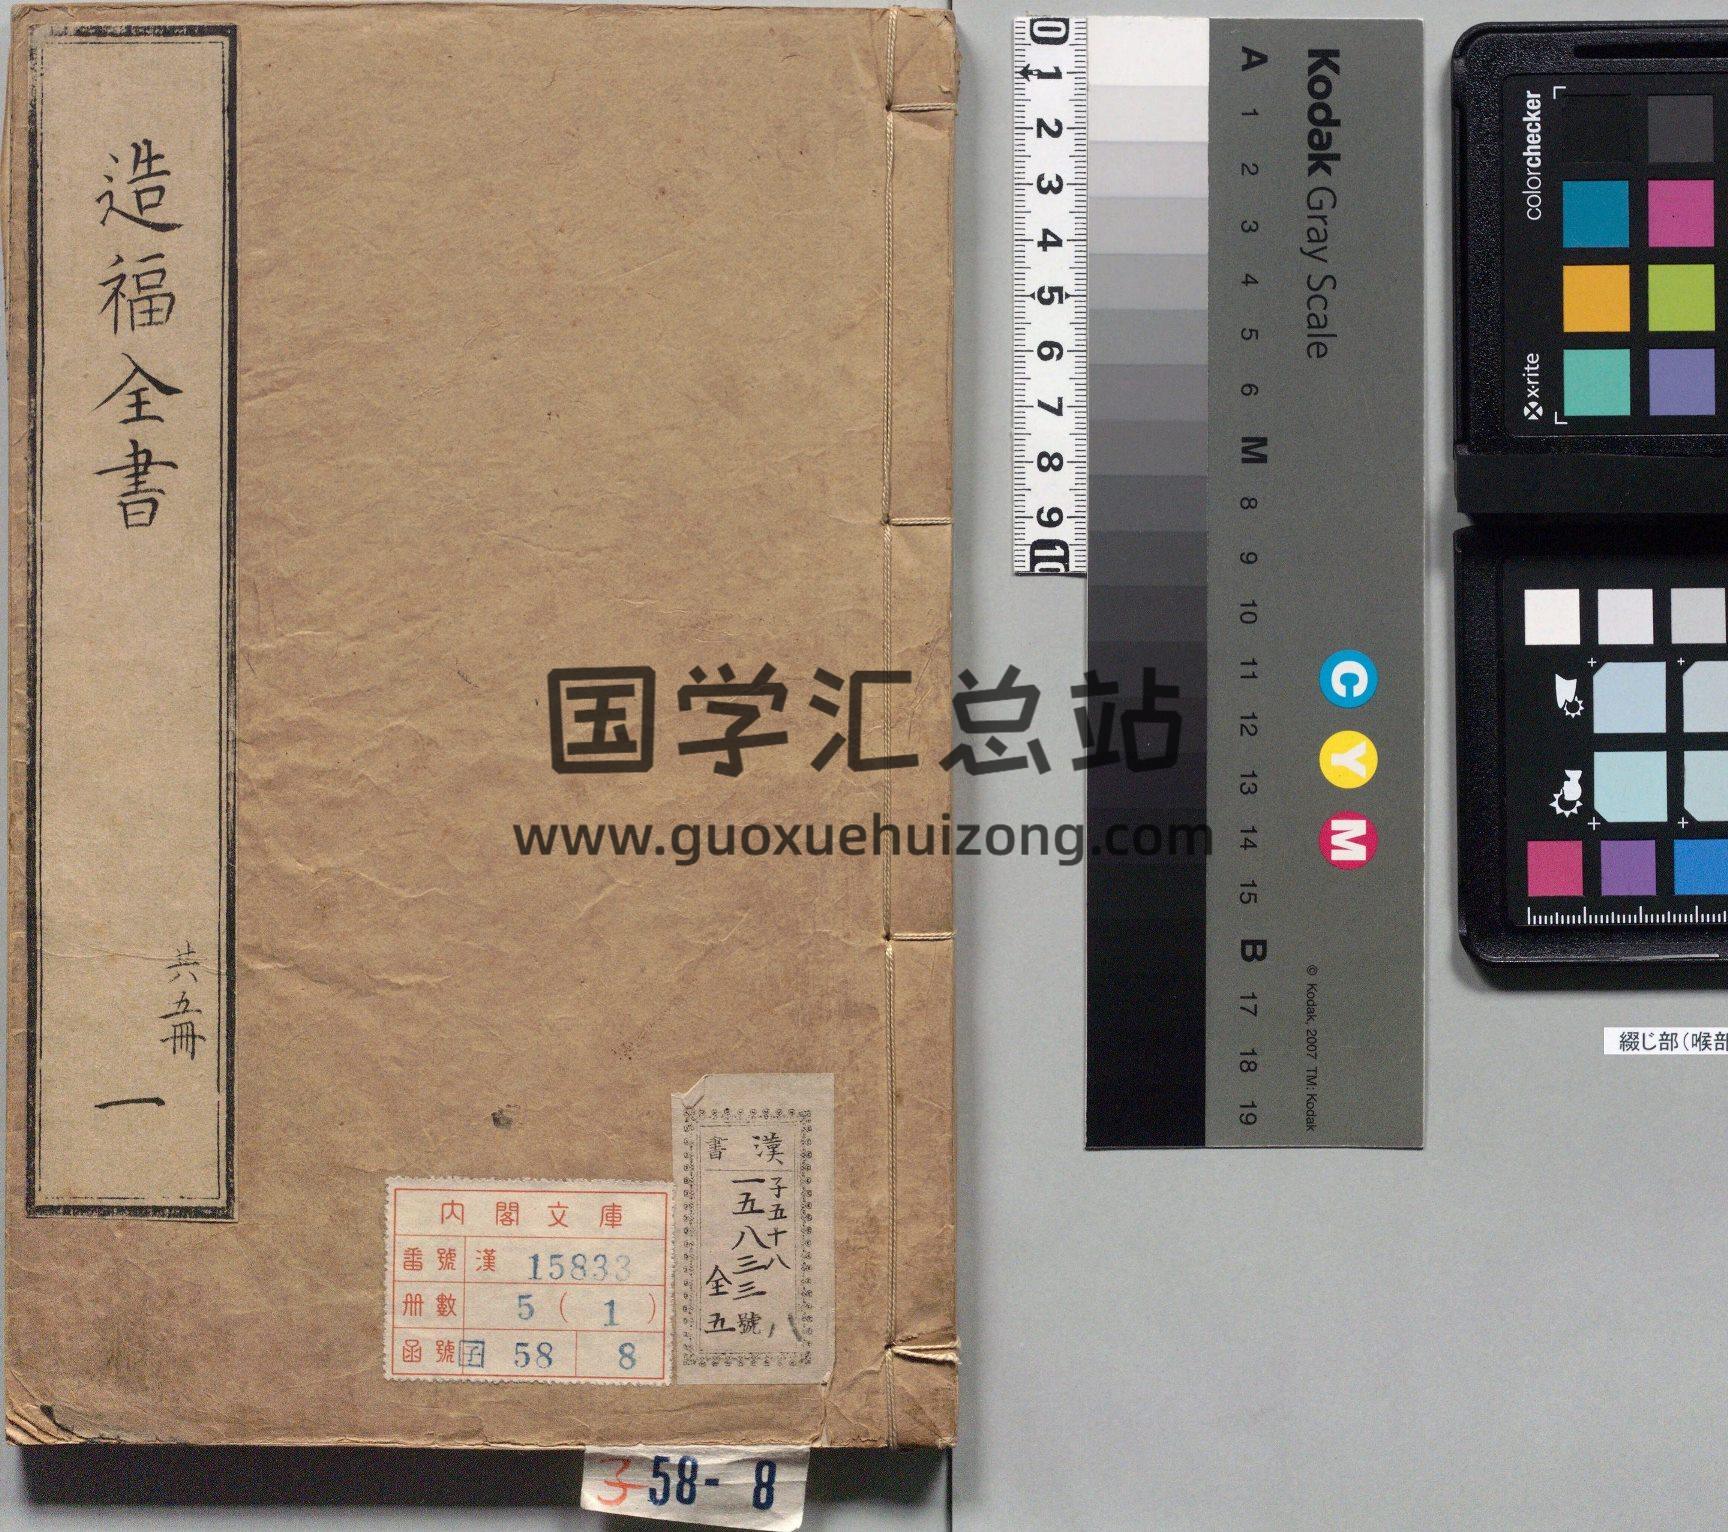 造福全書
共五冊
一
内閣文庫
番號 漢 15833
册數 5 ( 1 )
函號 子 58 8
漢書
子五十八
一五八三三號
全五
子58-8
国学汇总站
www.guoxuehuizong.com
0 1 2 3 4 5 6 7 8 9 10
Kodak Gray Scale
A 1 2 3 4 5 6 M 8 9 10 11 12 13 14 15 B 17 18 19
C Y M
© Kodak, 2007 TM: Kodak
colorchecker
x-rite
綴じ部(喉部